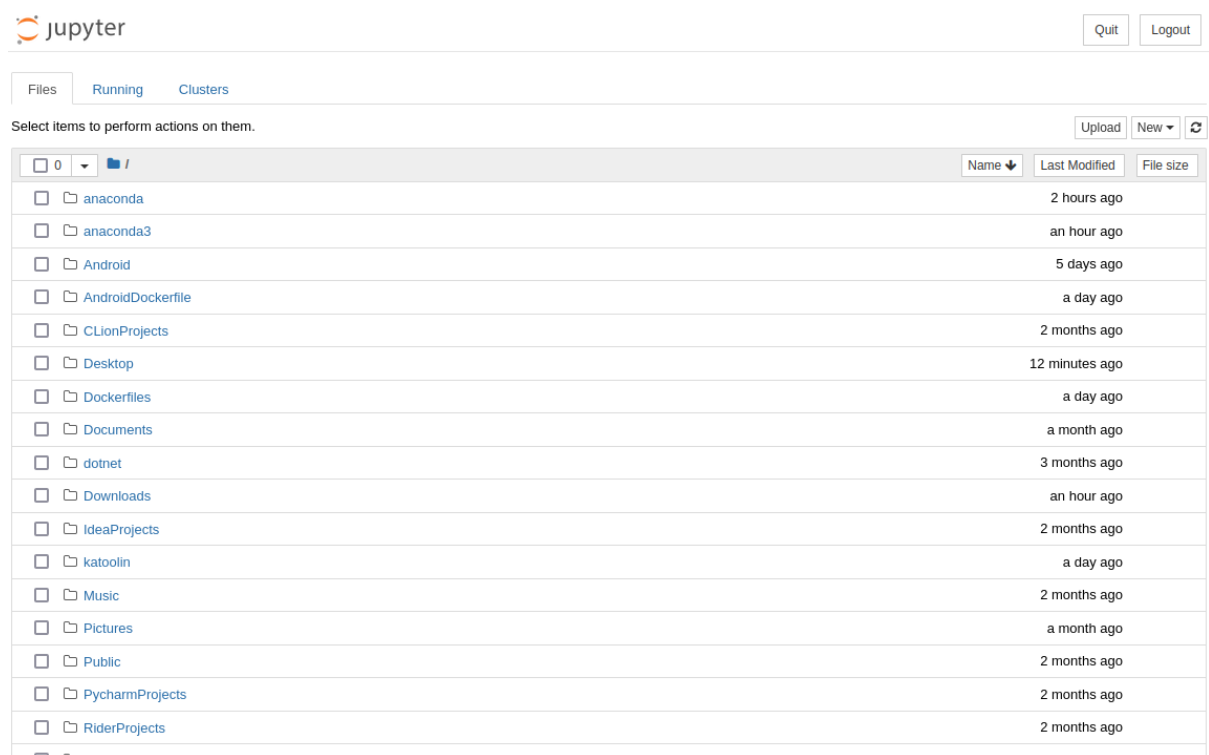 jupyter
Quit Logout
Files Running Clusters
Select items to perform actions on them.
Upload New
0 / Name Last Modified File size
anaconda 2 hours ago
anaconda3 an hour ago
Android 5 days ago
AndroidDockerfile a day ago
CLionProjects 2 months ago
Desktop 12 minutes ago
Dockerfiles a day ago
Documents a month ago
dotnet 3 months ago
Downloads an hour ago
IdeaProjects 2 months ago
katoolin a day ago
Music 2 months ago
Pictures a month ago
Public 2 months ago
PycharmProjects 2 months ago
RiderProjects 2 months ago